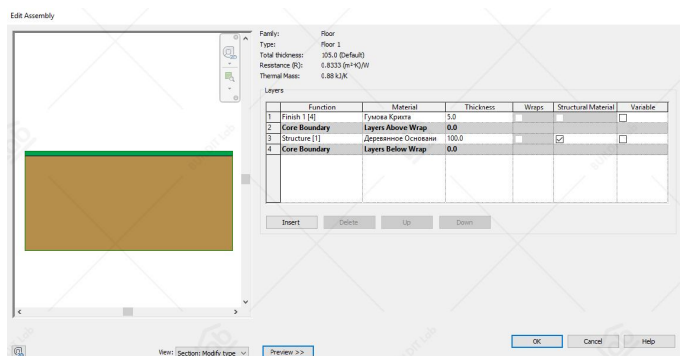 Edit Assembly
Family: Floor
Type: Floor 1
Total thickness: 105.0 (Default)
Resistance (R): 0.8333 (m²·K)/W
Thermal Mass: 0.88 kJ/K
Layers
Function Material Thickness Wraps Structural Material Variable
1 Finish 1 [4] Гумова Крихта 5.0
2 Core Boundary Layers Above Wrap 0.0
3 Structure [1] Деревянное Основани 100.0
4 Core Boundary Layers Below Wrap 0.0
Insert Delete Up Down
View: Section: Modify type Preview >> OK Cancel Help